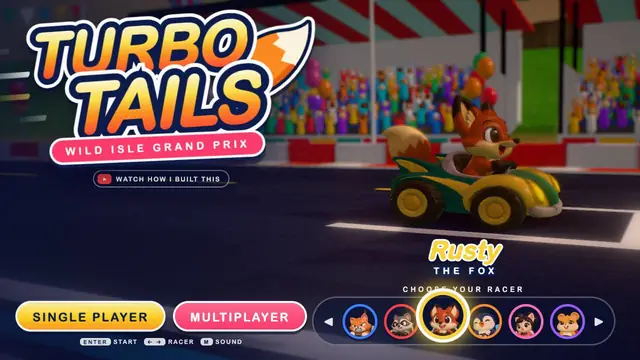 TURBO
TAILS
WILD ISLE GRAND PRIX
WATCH HOW I BUILT THIS
Rusty
THE FOX
CHOOSE YOUR RACER
SINGLE PLAYER
MULTIPLAYER
ENTER START ←→ RACER M SOUND